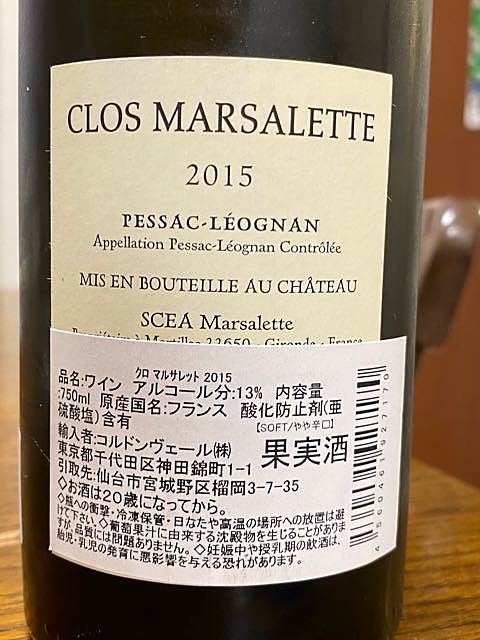 CLOS MARSALETTE
2015
PESSAC-LÉOGNAN
Appellation Pessac-Léognan Contrôlée
MIS EN BOUTEILLE AU CHÂTEAU
SCEA Marsalette
クロ マルサレット 2015
品名:ワイン アルコール分:13% 内容量
:750ml 原産国名:フランス 酸化防止剤(亜
硫酸塩)含有
【SOFT/やや辛口】
輸入者:コルドンヴェール㈱
果実酒
東京都千代田区神田錦町1-1
引取先:仙台市宮城野区榴岡3-7-35
◇お酒は20歳になってから。
◇瓶への衝撃・冷凍保管・日なたや高温の場所への放置は避
けて下さい。◇葡萄果汁に由来する沈殿物を生じることがありま
すが品質には問題ありません。◇妊娠中や授乳期の飲酒は、
胎児・乳児の発育に悪影響を与える恐れがあります。
4 560461 927170